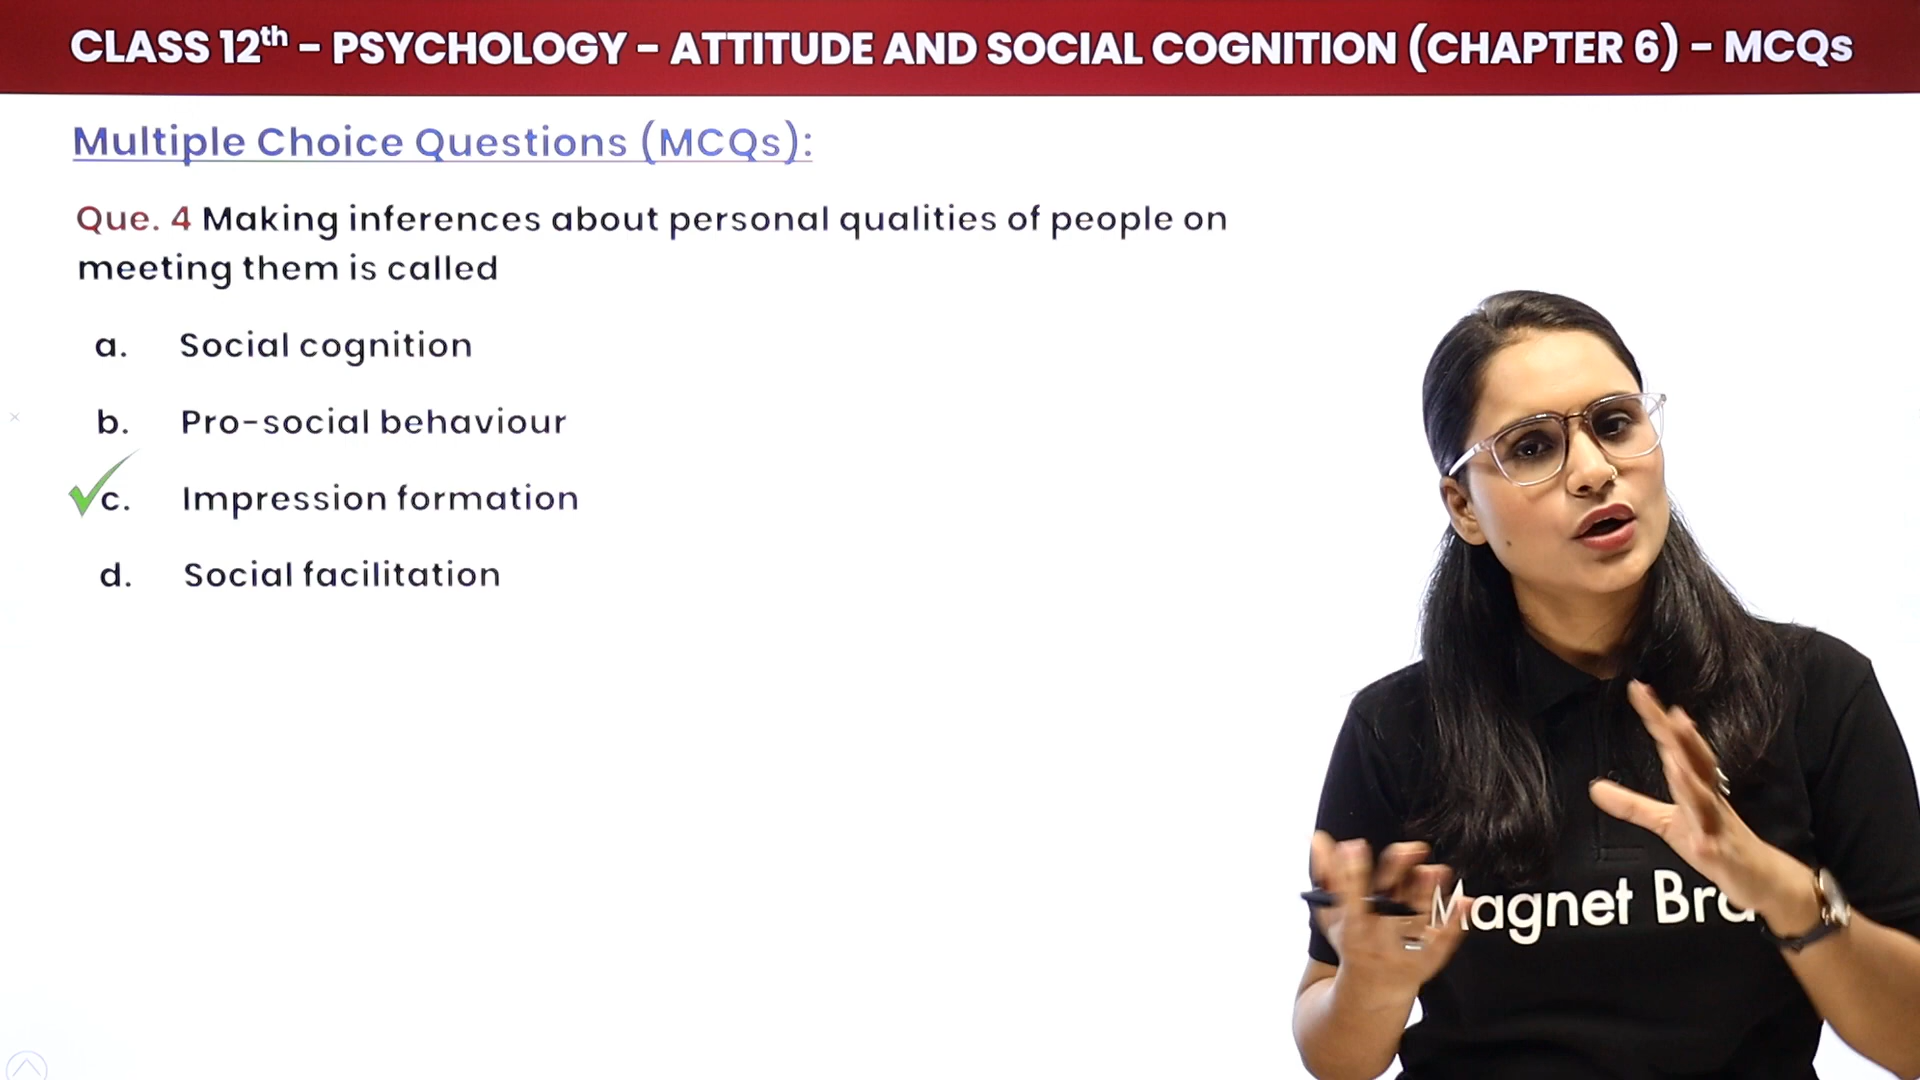 CLASS 12th – PSYCHOLOGY – ATTITUDE AND SOCIAL COGNITION (CHAPTER 6) – MCQs
Multiple Choice Questions (MCQs):
Que. 4 Making inferences about personal qualities of people on
meeting them is called
a. Social cognition
b. Pro-social behaviour
c. Impression formation
d. Social facilitation
Magnet Bra